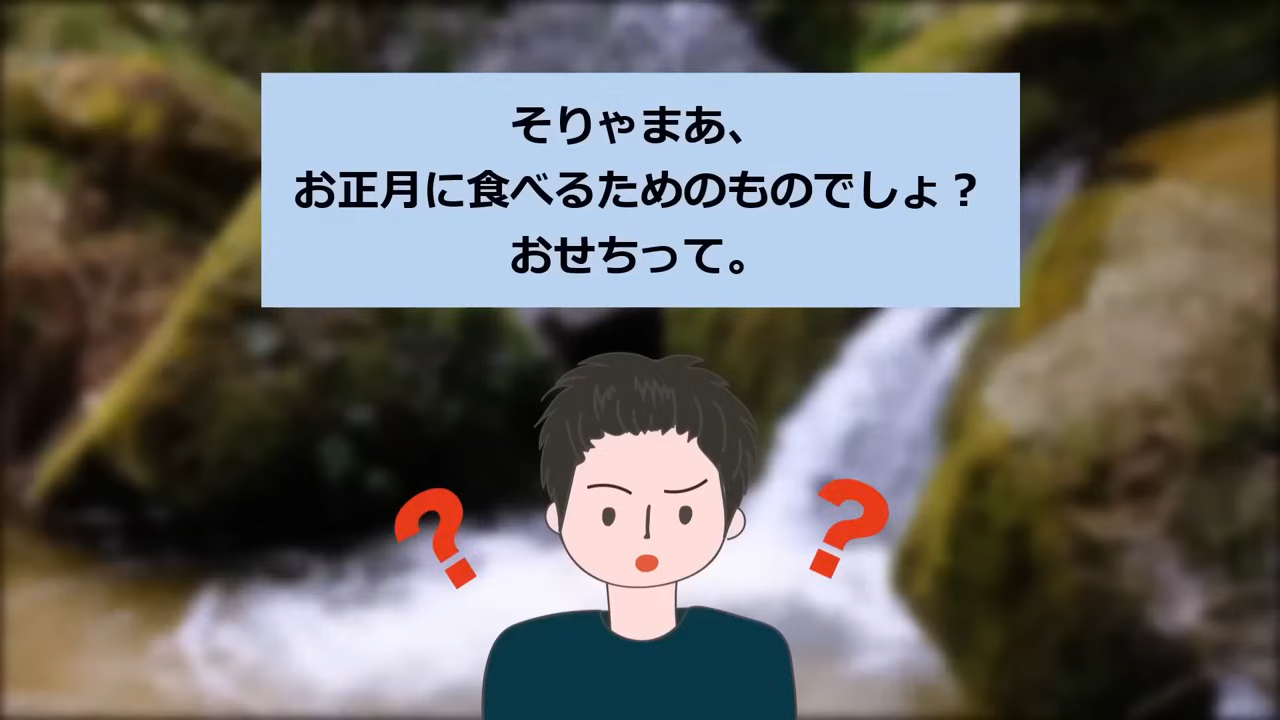 そりゃまあ、
お正月に食べるためのものでしょ？
おせちって。